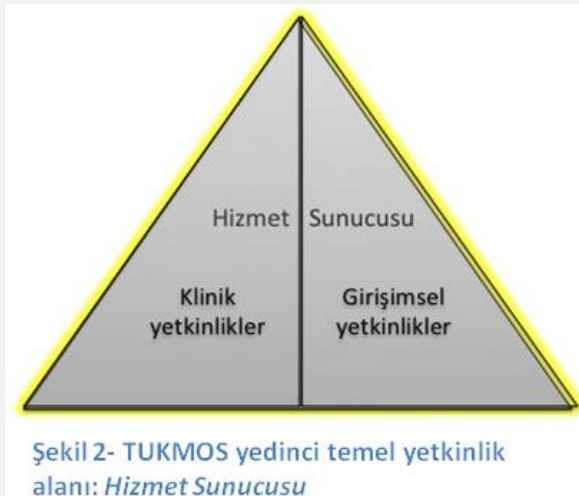 Hizmet Sunucusu
Klinik
yetkinlikler
Girişimsel
yetkinlikler
Şekil 2- TUKMOS yedinci temel yetkinlik
alanı: Hizmet Sunucusu